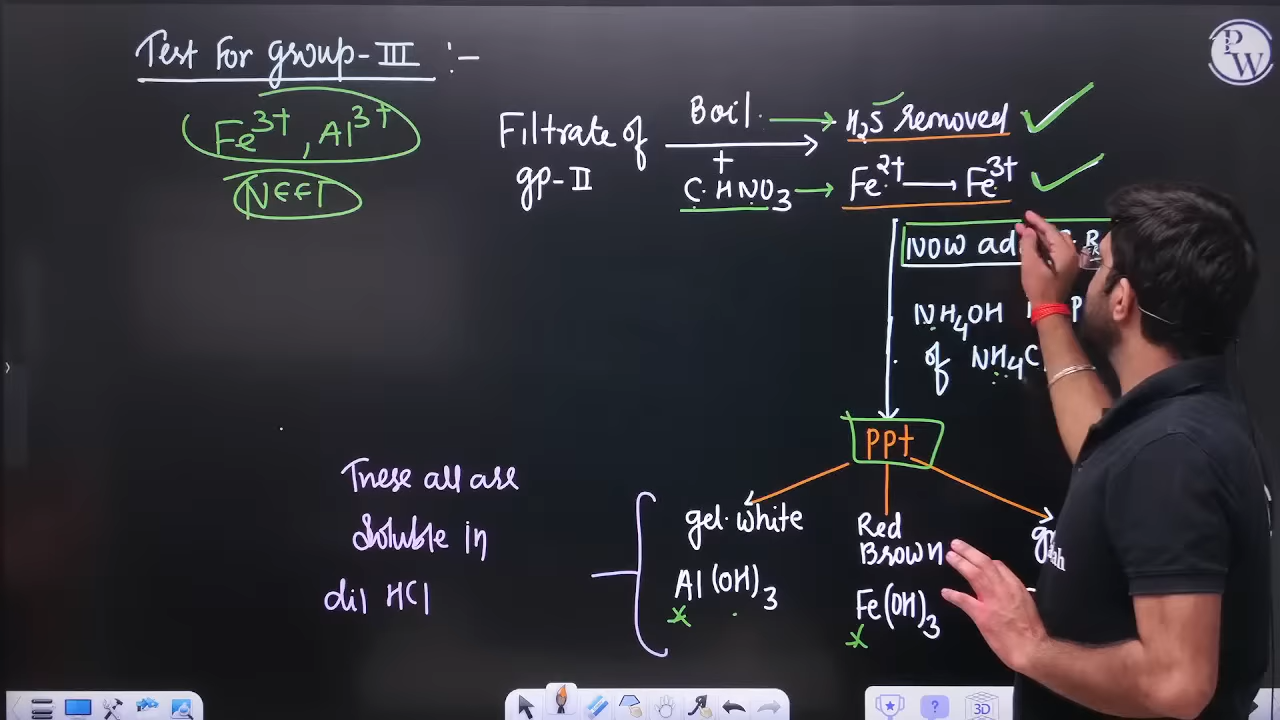 Test For group-III :-
Fe³⁺, Al³⁺
NEET
Filtrate of
gp-II
Boil
+
C·HNO₃
H₂S removed
Fe²⁺ → Fe³⁺
NOW
NH₄OH
of
PPt
These all are
Soluble in
dil HCl
gel·white
Al(OH)₃
Red
Brown
Fe(OH)₃
PW
3D